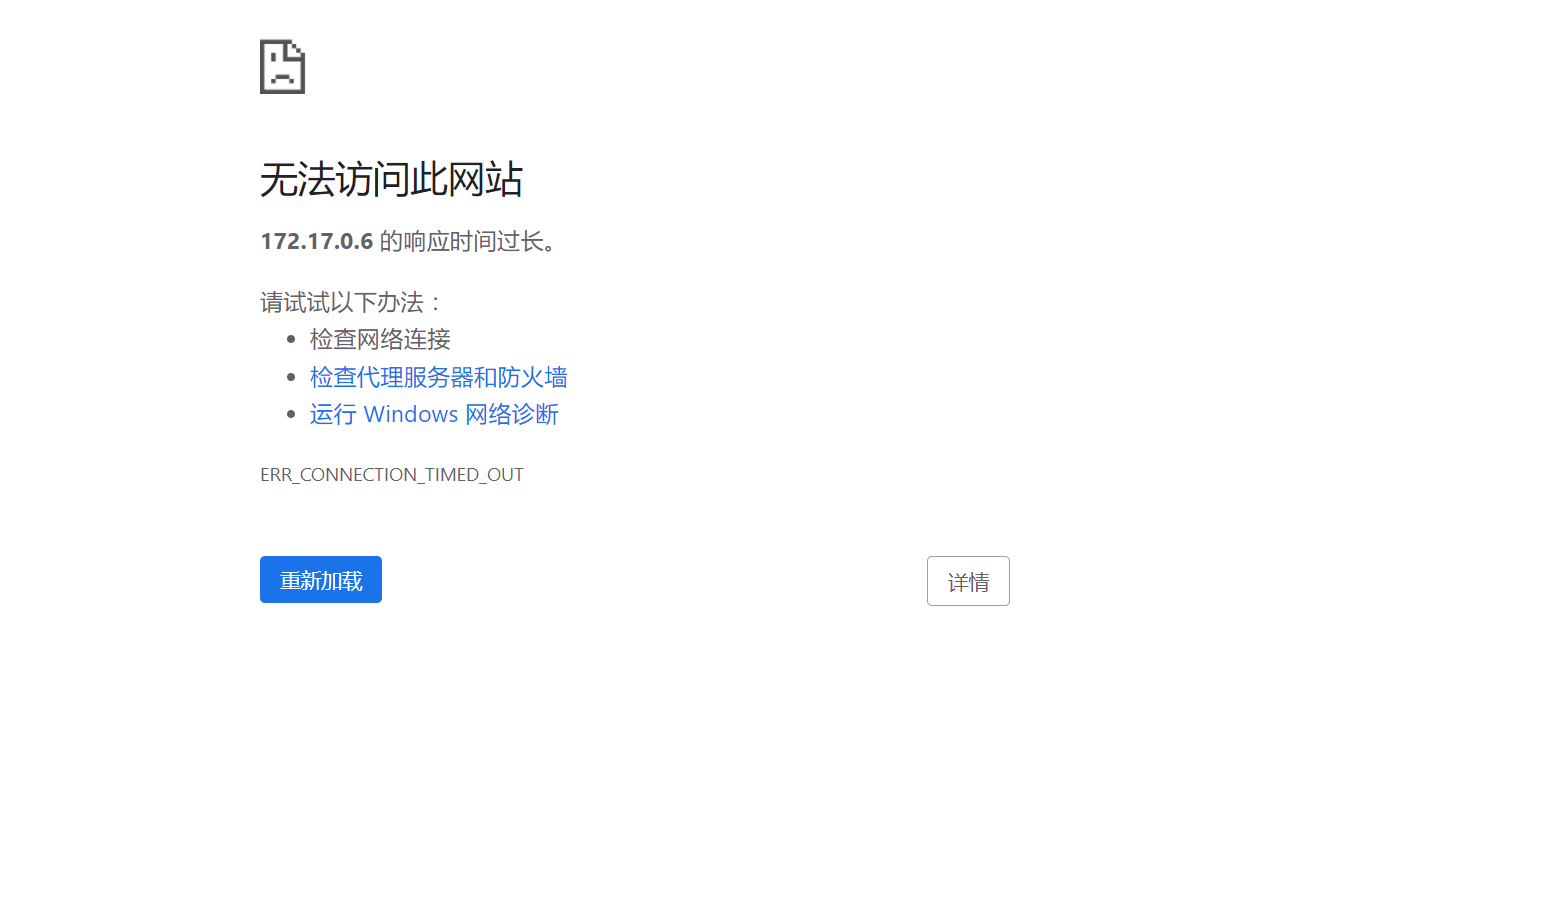 无法访问此网站
172.17.0.6 的响应时间过长。
请试试以下办法：
检查网络连接
检查代理服务器和防火墙
运行 Windows 网络诊断
ERR_CONNECTION_TIMED_OUT
重新加载
详情